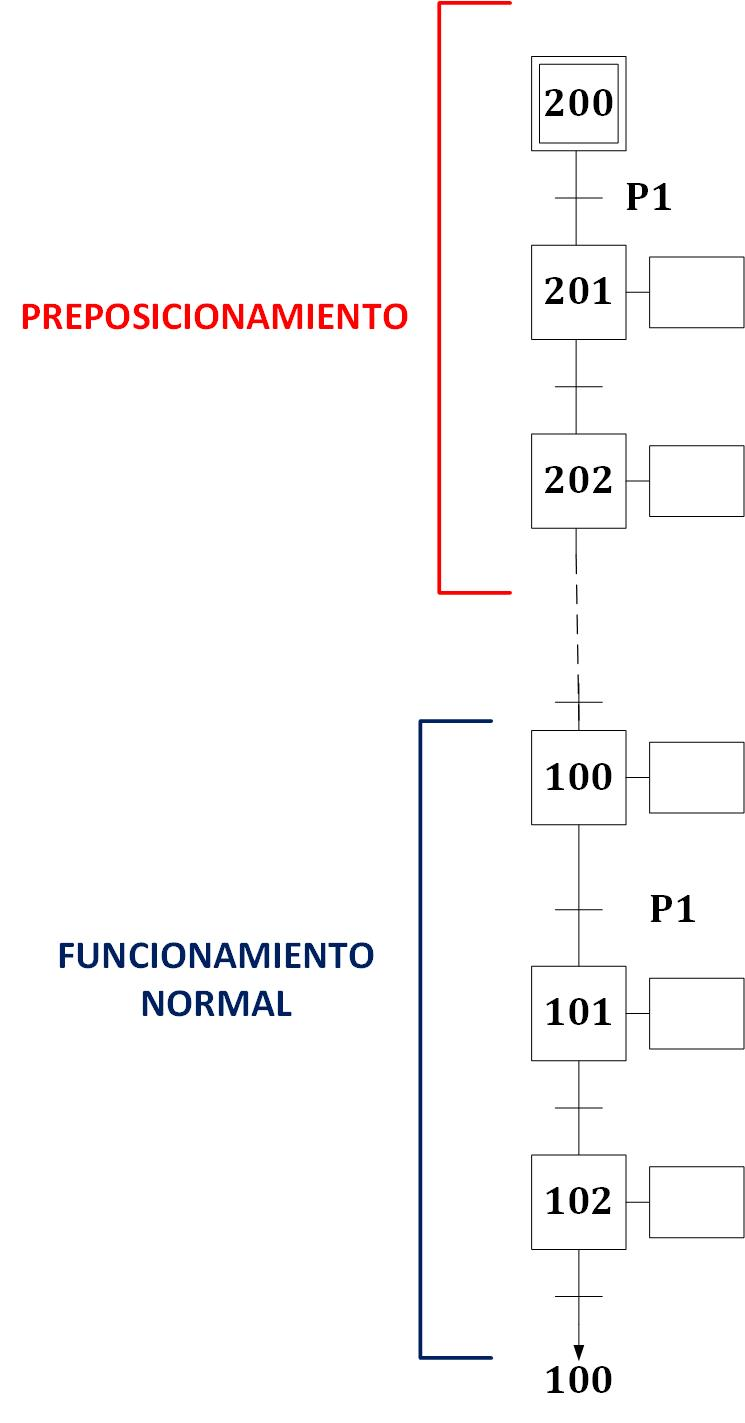 200
P1
201
PREPOSICIONAMIENTO
202
100
P1
FUNCIONAMIENTO
NORMAL
101
102
100